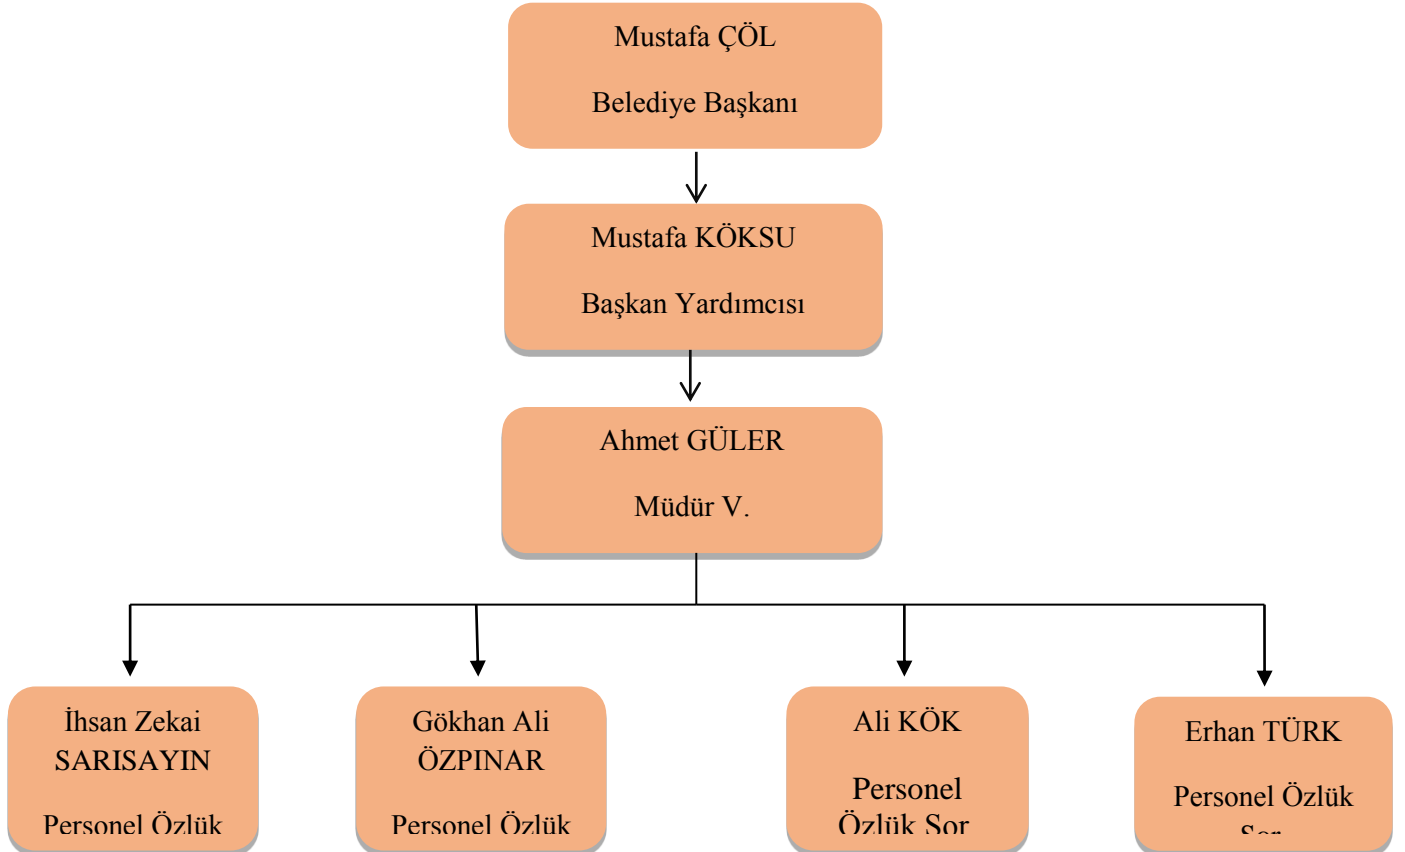 Mustafa ÇÖL
Belediye Başkanı
Mustafa KÖKSU
Başkan Yardımcısı
Ahmet GÜLER
Müdür V.
İhsan Zekai
SARISAYIN
Personel Özlük
Gökhan Ali
ÖZPINAR
Personel Özlük
Ali KÖK
Personel
Özlük Sor
Erhan TÜRK
Personel Özlük
Sor